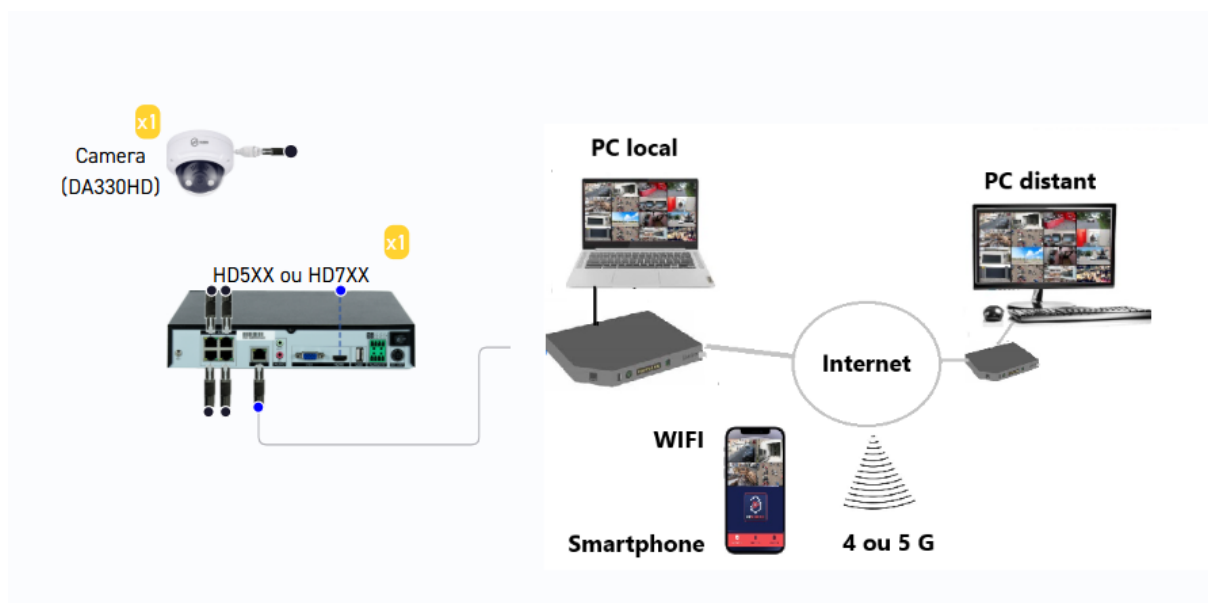 x1
Camera
(DA330HD)
x1
HD5XX ou HD7XX
PC local
PC distant
Internet
WIFI
Smartphone
4 ou 5 G